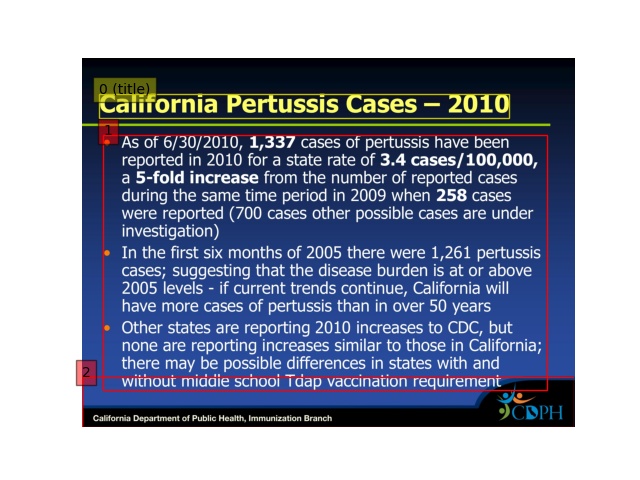 0 (title)
California Pertussis Cases – 2010
1
• As of 6/30/2010, 1,337 cases of pertussis have been
reported in 2010 for a state rate of 3.4 cases/100,000,
a 5-fold increase from the number of reported cases
during the same time period in 2009 when 258 cases
were reported (700 cases other possible cases are under
investigation)
• In the first six months of 2005 there were 1,261 pertussis
cases; suggesting that the disease burden is at or above
2005 levels - if current trends continue, California will
have more cases of pertussis than in over 50 years
• Other states are reporting 2010 increases to CDC, but
none are reporting increases similar to those in California;
there may be possible differences in states with and
without middle school Tdap vaccination requirement
2
California Department of Public Health, Immunization Branch
CDPH